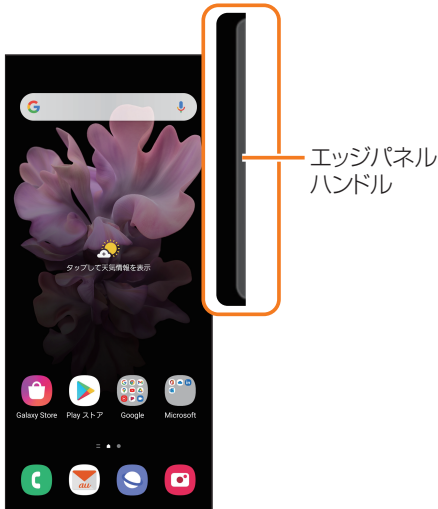 エッジパネル
ハンドル
タップして天気情報を表示
Galaxy Store
Play ストア
Google
Microsoft
au